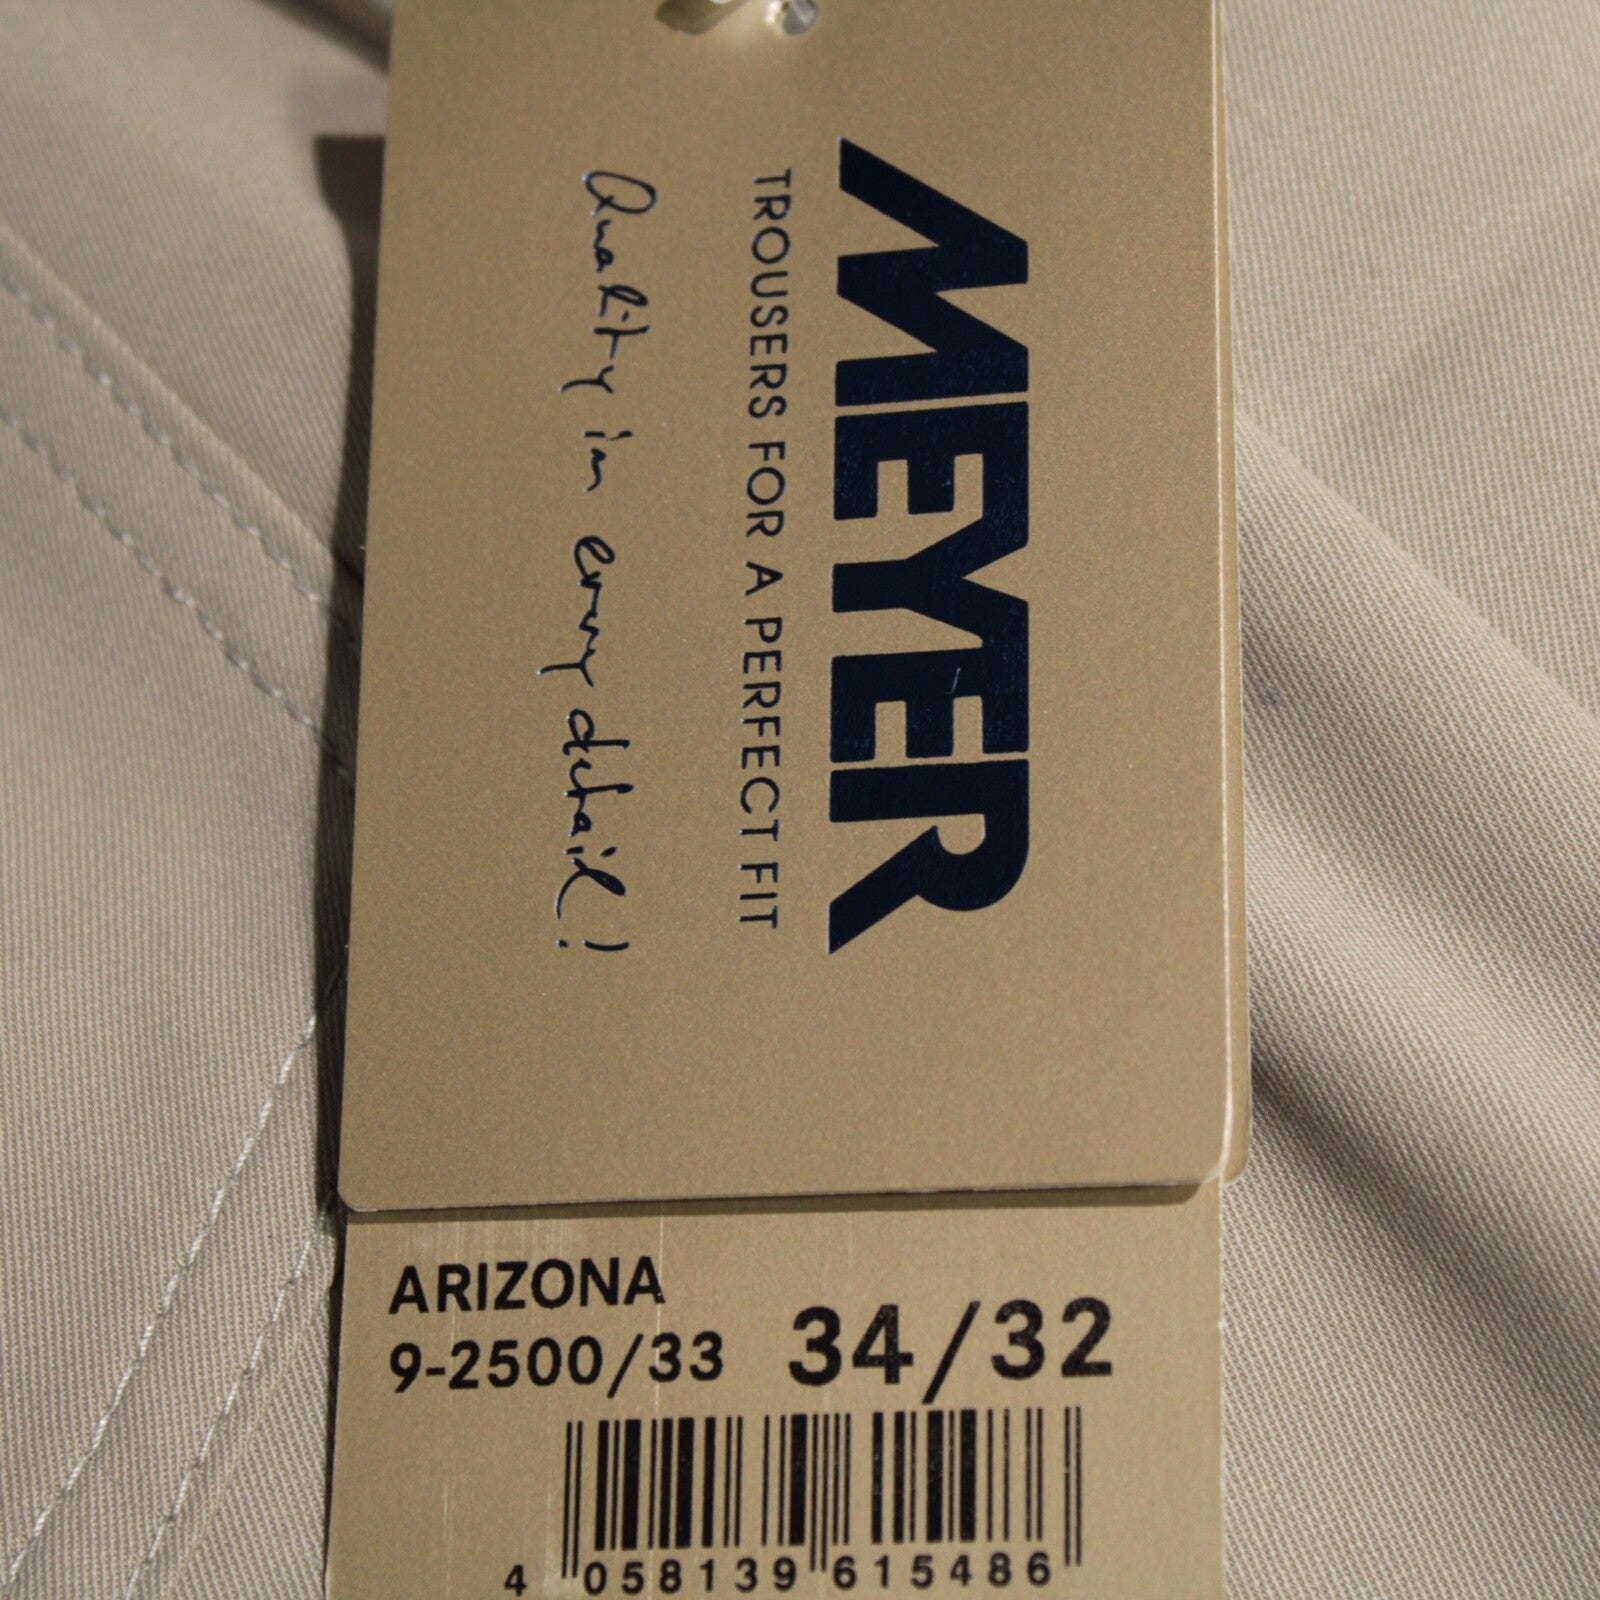 MEYER
TROUSERS FOR A PERFECT FIT
Quality in every detail!
ARIZONA
9-2500/33 34/32
4 058139 615486